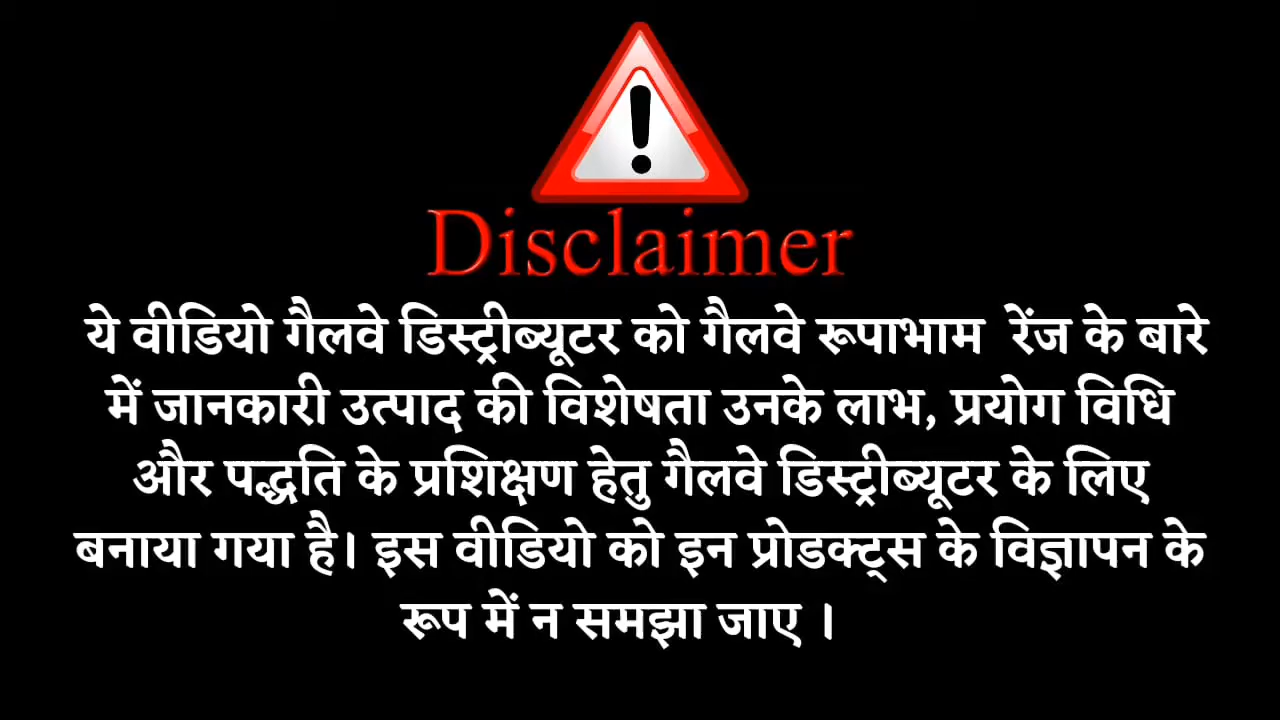 Disclaimer
ये वीडियो गैलवे डिस्ट्रीब्यूटर को गैलवे रूपाभाम रेंज के बारे
में जानकारी उत्पाद की विशेषता उनके लाभ, प्रयोग विधि
और पद्धति के प्रशिक्षण हेतु गैलवे डिस्ट्रीब्यूटर के लिए
बनाया गया है। इस वीडियो को इन प्रोडक्ट्स के विज्ञापन के
रूप में न समझा जाए ।